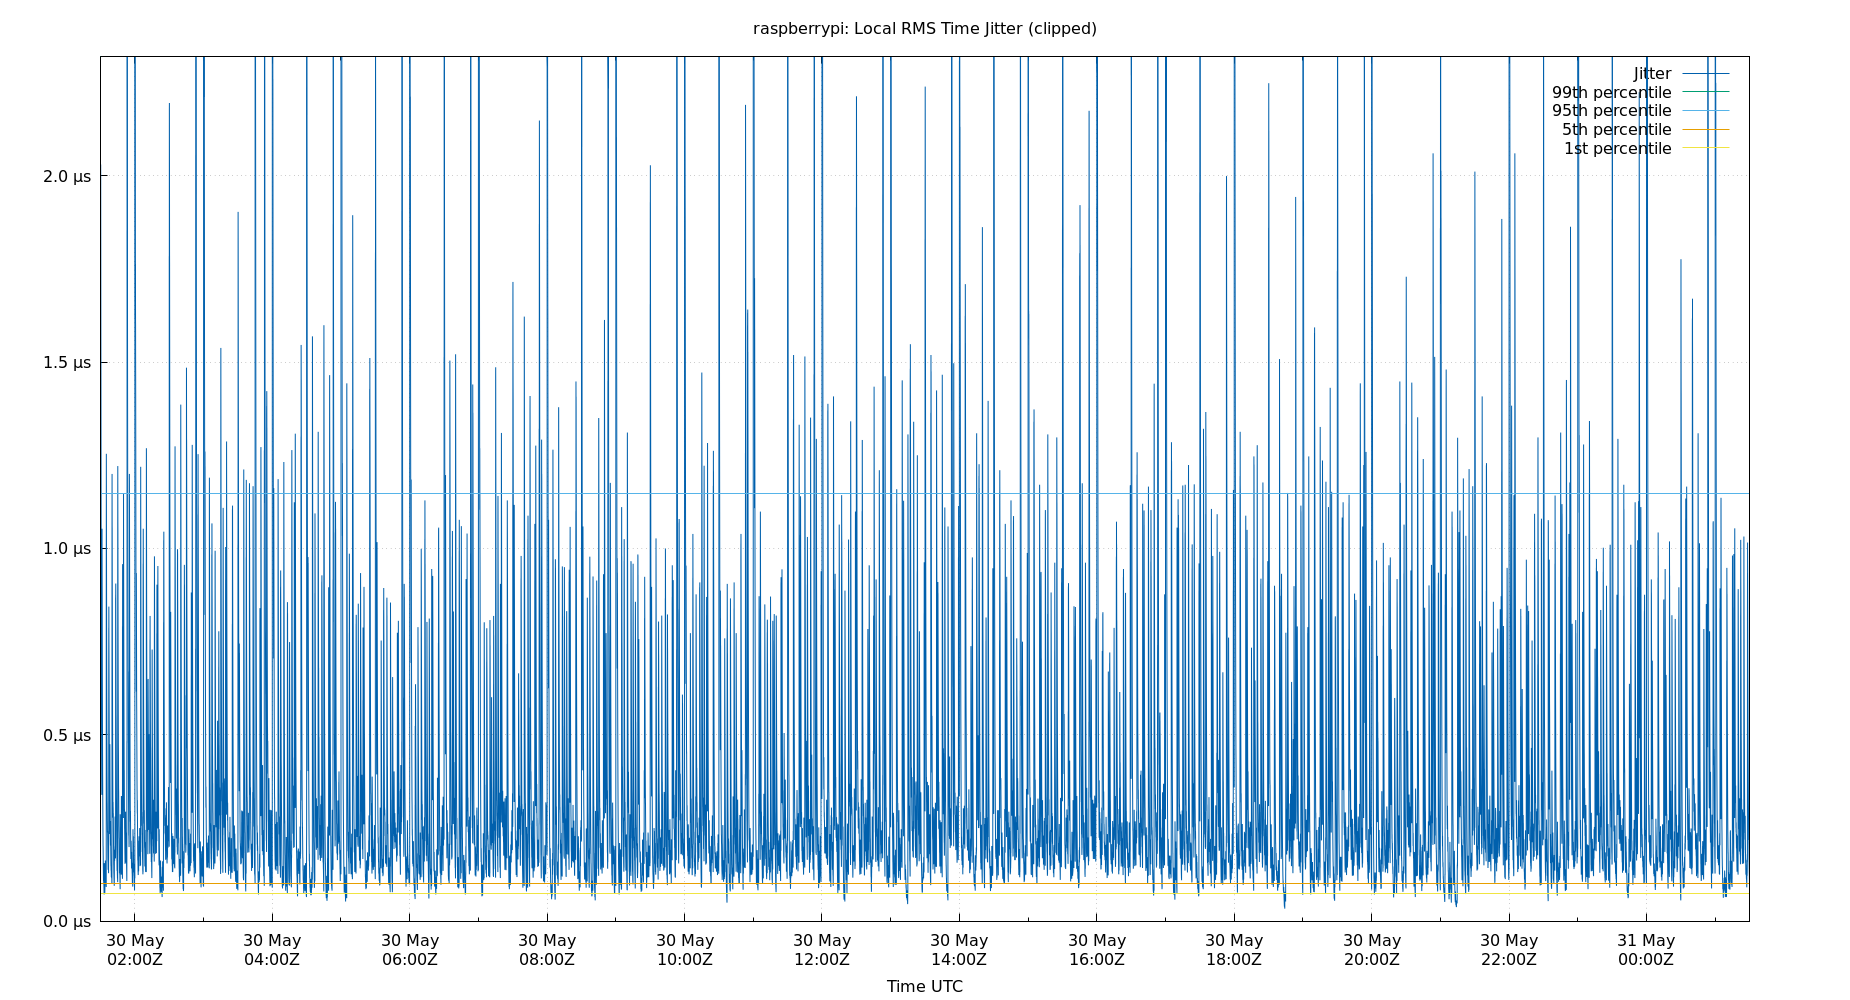 raspberrypi: Local RMS Time Jitter (clipped)
Jitter
99th percentile
95th percentile
5th percentile
1st percentile
2.0 μs
1.5 μs
1.0 μs
0.5 μs
0.0 μs
30 May 30 May 30 May 30 May 30 May 30 May 30 May 30 May 30 May 30 May 30 May 31 May
02:00Z 04:00Z 06:00Z 08:00Z 10:00Z 12:00Z 14:00Z 16:00Z 18:00Z 20:00Z 22:00Z 00:00Z
Time UTC